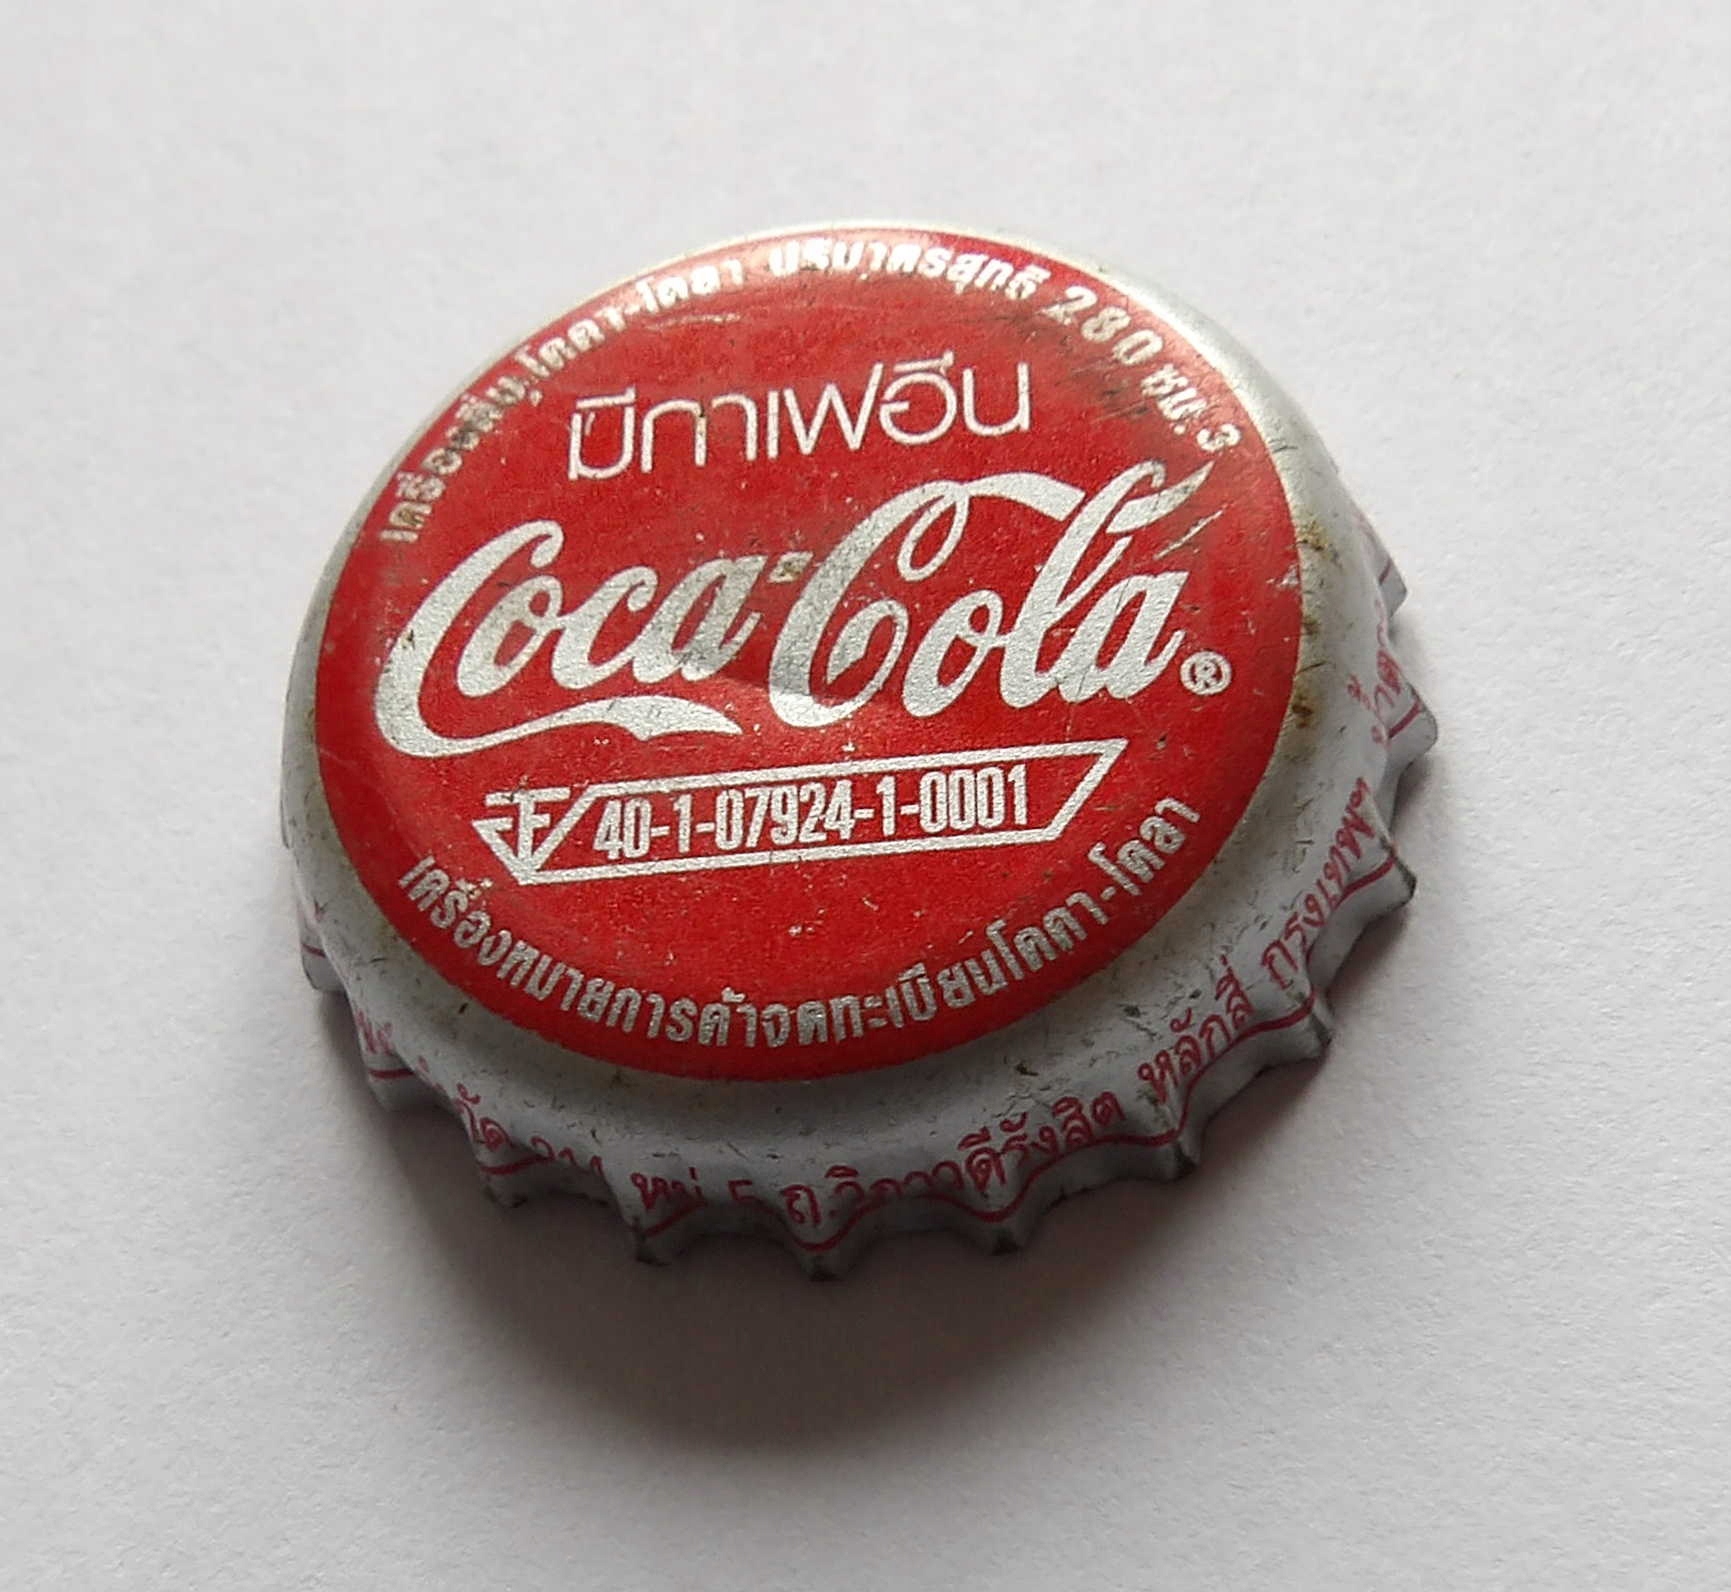 เครื่องดื่ม โคคา-โคลา ปริมาตรสุทธิ 280 ซม.3
มีกาเฟอีน
Coca-Cola®
40-1-07924-1-0001
เครื่องหมายการค้าจดทะเบียนโคคา-โคลา
หมู่ 5 ถ.วิภาวดีรังสิต หลักสี่ กรุงเทพฯ